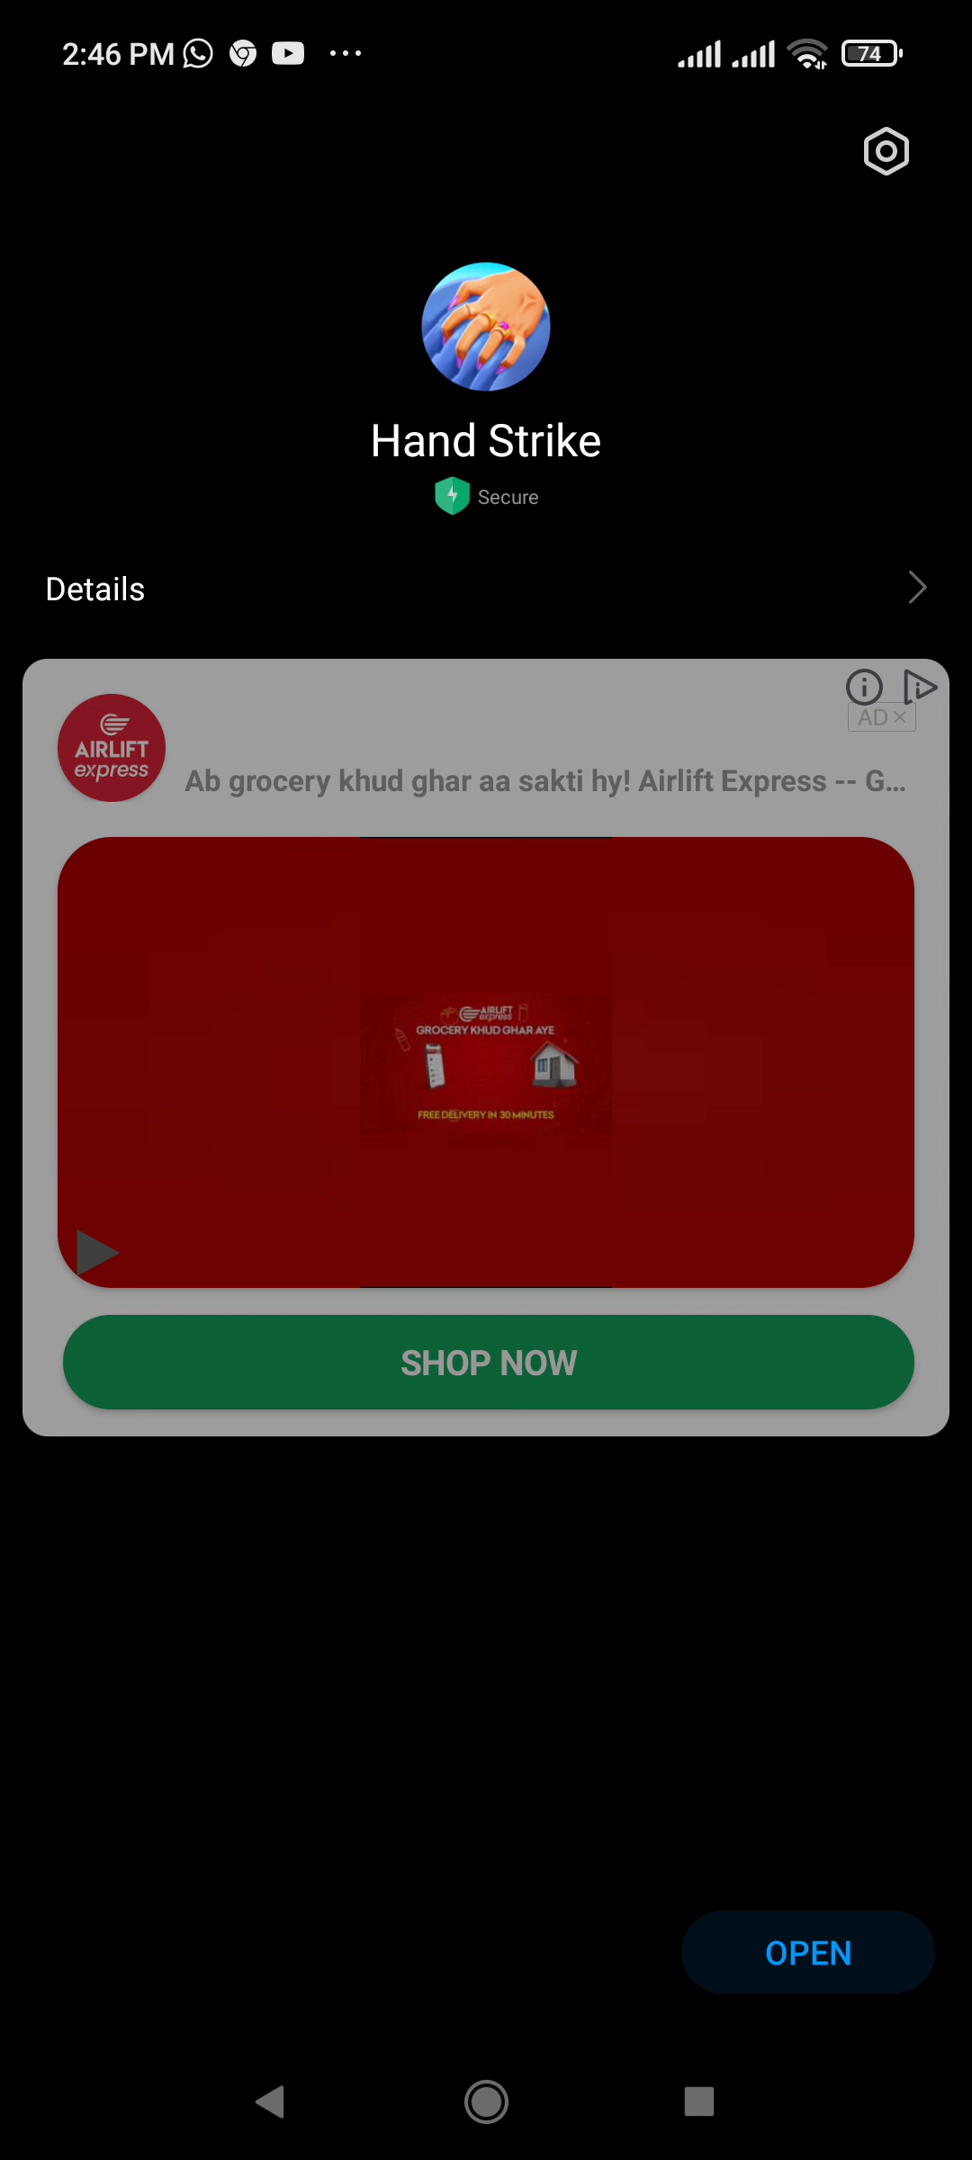 2:46 PM
74
Hand Strike
Secure
Details
AD
AIRLIFT
express
Ab grocery khud ghar aa sakti hy! Airlift Express -- G...
AIRLIFT
express
GROCERY KHUD GHAR AYE
FREE DELIVERY IN 30 MINUTES
SHOP NOW
OPEN